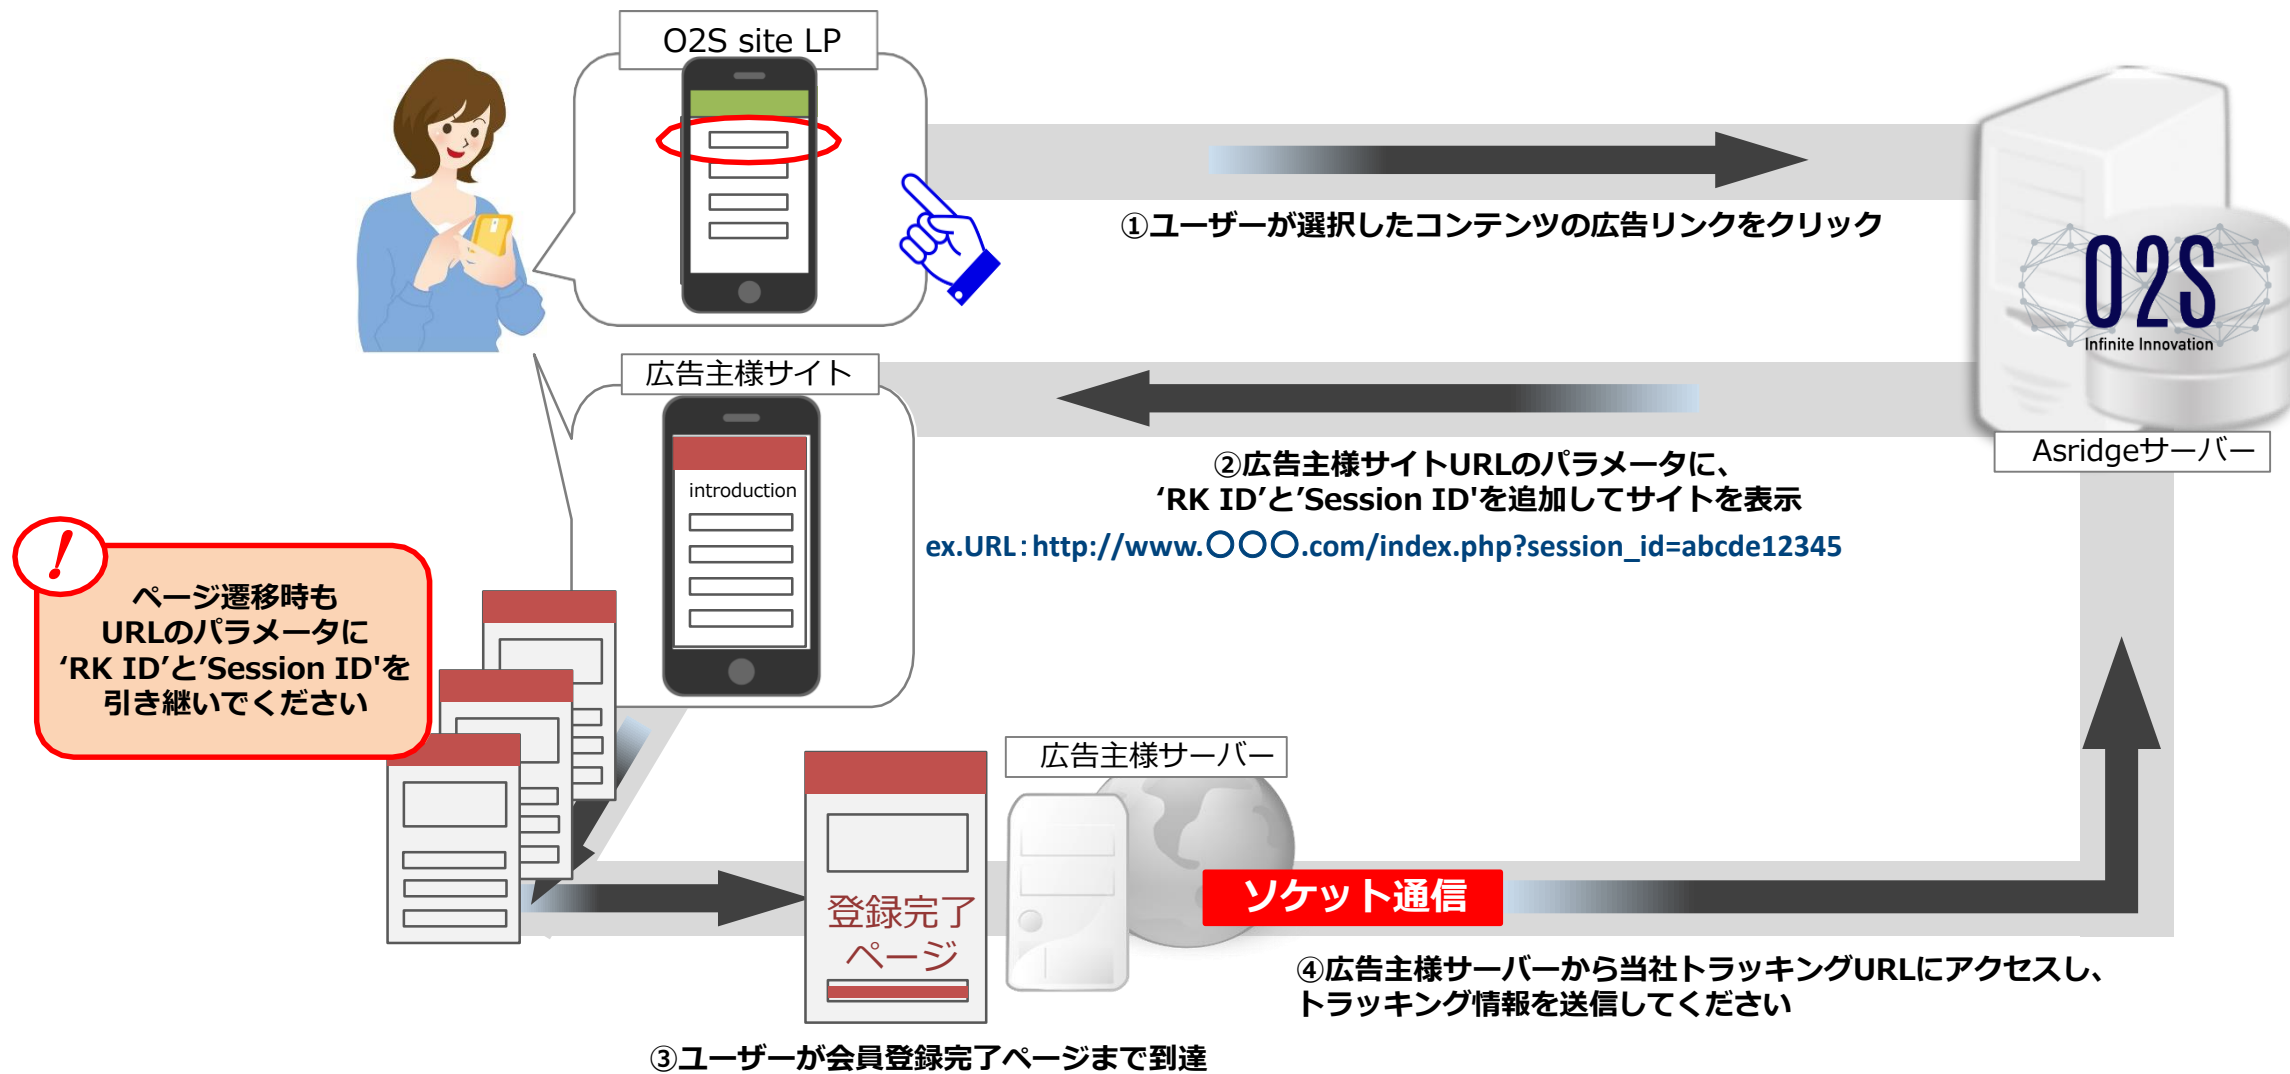 O2S site LP
①ユーザーが選択したコンテンツの広告リンクをクリック
O2S
Infinite Innovation
Asridgeサーバー
広告主様サイト
introduction
②広告主様サイトURLのパラメータに、
‘RK ID’と’Session ID'を追加してサイトを表示
ex.URL：http://www.〇〇〇.com/index.php?session_id=abcde12345
!
ページ遷移時も
URLのパラメータに
‘RK ID’と’Session ID'を
引き継いでください
広告主様サーバー
登録完了
ページ
ソケット通信
④広告主様サーバーから当社トラッキングURLにアクセスし、
トラッキング情報を送信してください
③ユーザーが会員登録完了ページまで到達